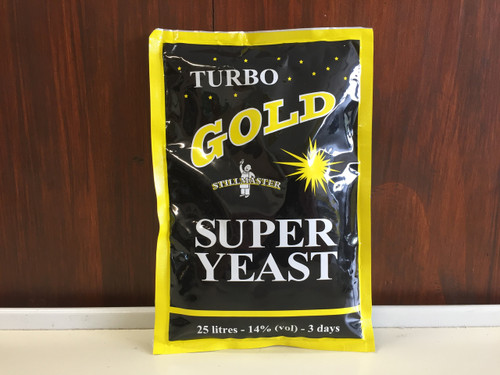 TURBO
GOLD
STILLMASTER
SUPER
YEAST
25 litres - 14% (vol) - 3 days